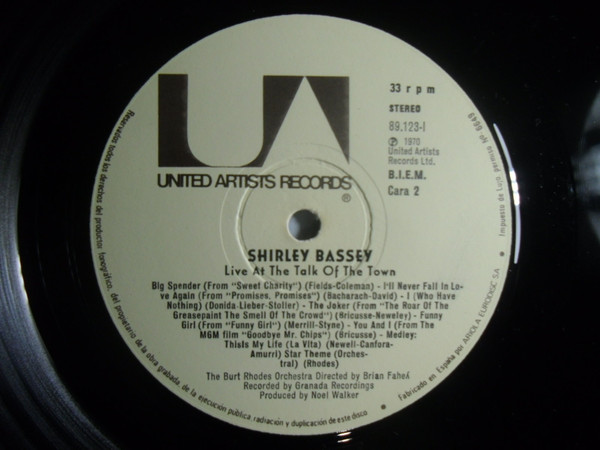 UA
UNITED ARTISTS RECORDS
®
33 rpm
STEREO
89.123-I
℗ 1970
United Artists
Records Ltd.
B.I.E.M.
Cara 2
SHIRLEY BASSEY
Live At The Talk Of The Town
Big Spender (From "Sweet Charity") (Fields-Coleman) - I'll Never Fall In Lo-
ve Again (From "Promises, Promises") (Bacharach-David) - I (Who Have
Nothing) (Donida-Lieber-Stoller) - The Joker (From "The Roar Of The
Greasepaint The Smell Of The Crowd") (Bricusse-Neweley) - Funny
Girl (From "Funny Girl") (Merrill-Styne) - You And I (From The
MGM film "Goodbye Mr. Chips") (Bricusse) - Medley:
ThisIs My Life (La Vita) (Newell-Canfora-
Amurri) Star Theme (Orches-
tral) (Rhodes)
The Burt Rhodes Orchestra Directed by Brian Fahey
Recorded by Granada Recordings
Produced by Noel Walker
Reservados todos los derechos del productor fonográfico, del propietario de la obra grabada, de la ejecución pública, radiación y duplicación de este disco.
• Fabricado en España por ARIOLA EURODISC SA • Impuesto de Lujo, permiso Nº 6649